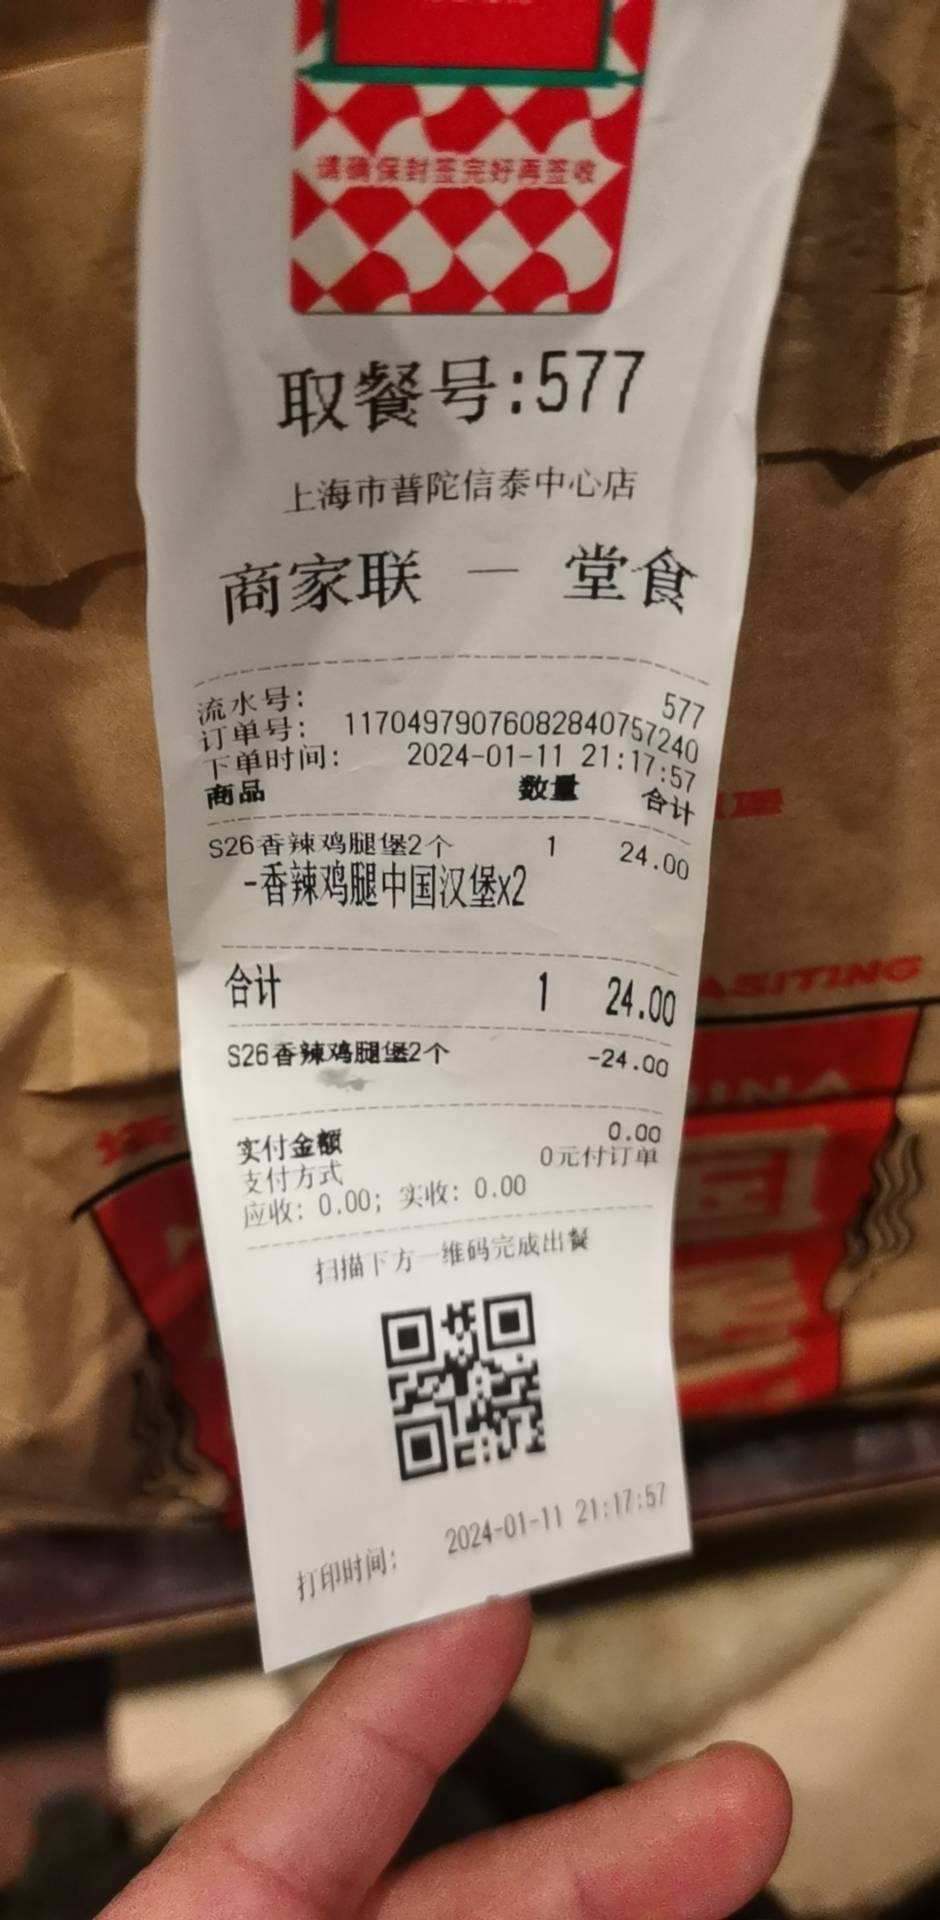 请确保封签完好再签收
取餐号:577
上海市普陀信泰中心店
商家联 — 堂食
流水号: 577
订单号: 11704979076082840757240
下单时间: 2024-01-11 21:17:57
商品 数量 合计
S26香辣鸡腿堡2个 1 24.00
-香辣鸡腿中国汉堡x2
合计 1 24.00
S26香辣鸡腿堡2个 -24.00
实付金额 0.00
支付方式 0元付订单
应收: 0.00; 实收: 0.00
扫描下方一维码完成出餐
打印时间: 2024-01-11 21:17:57
堡
ASITING
INA
塔
国